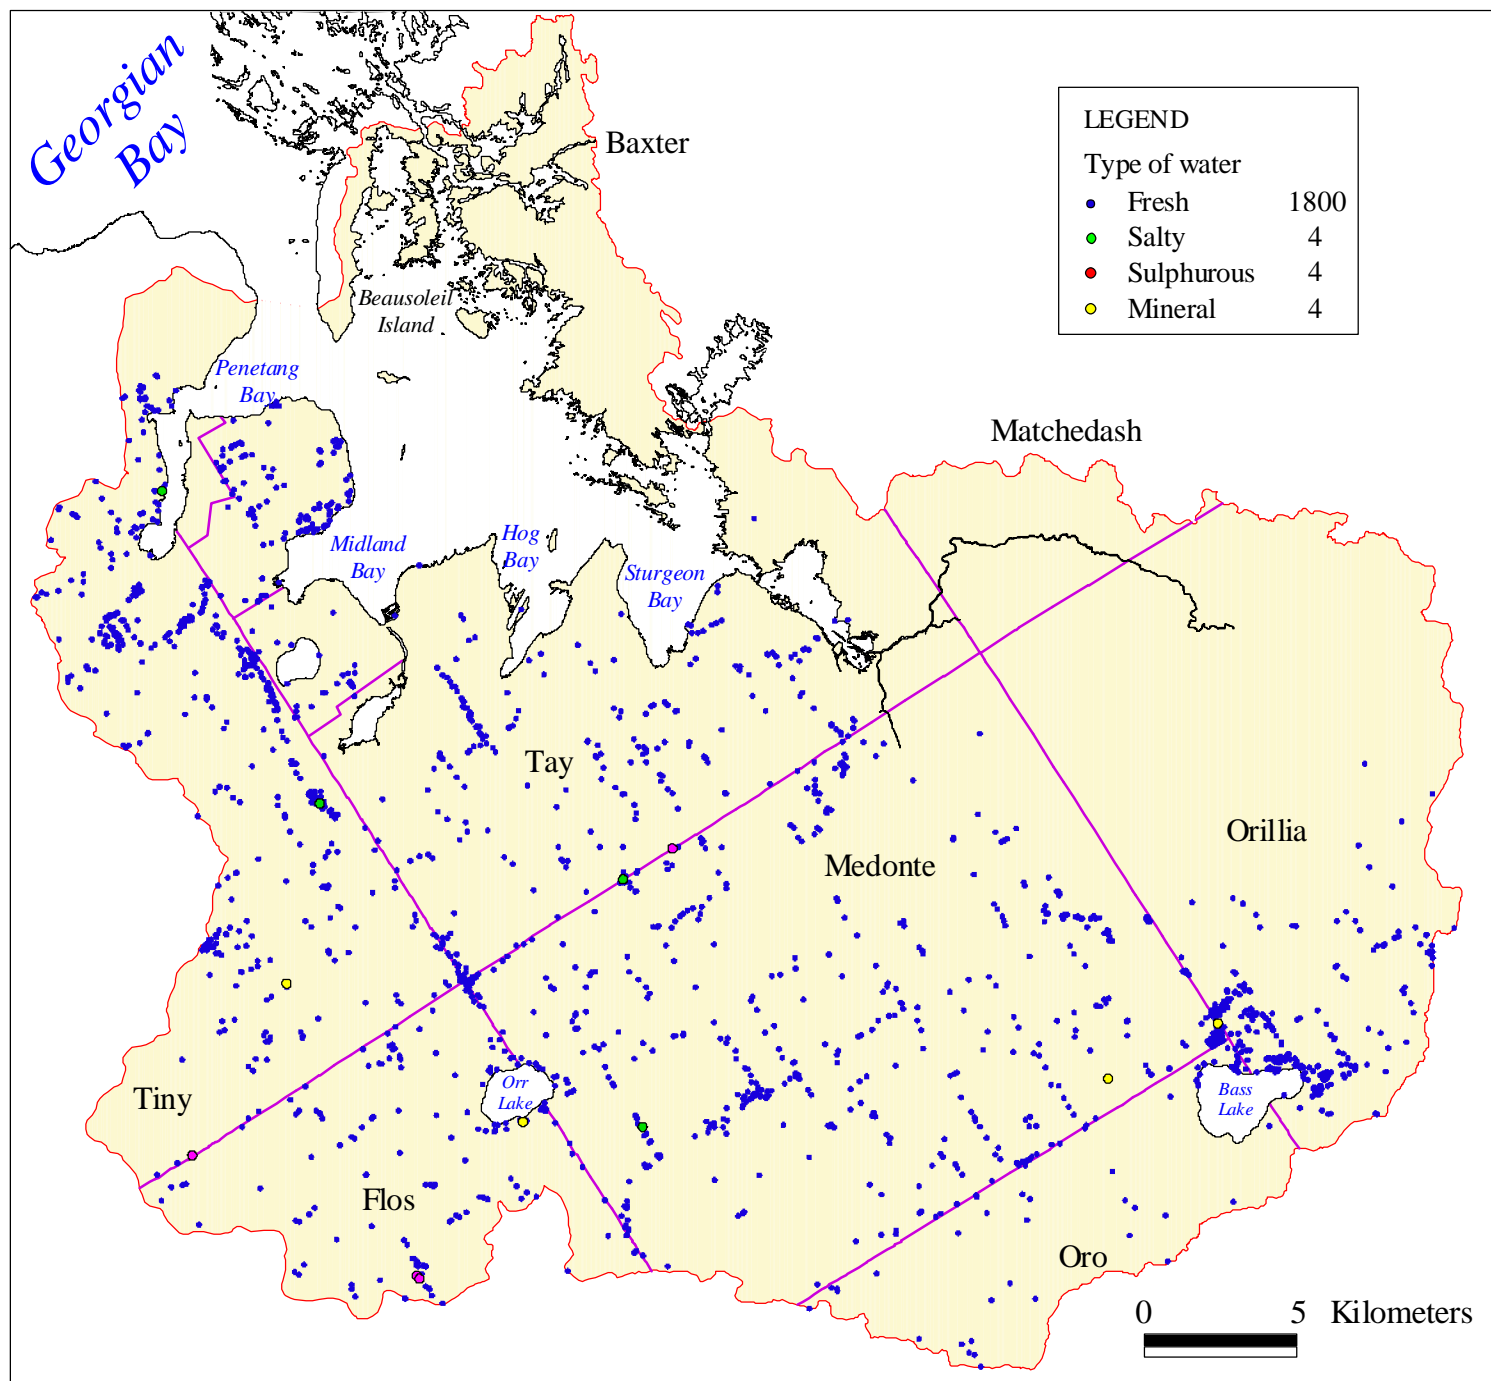 Georgian
Bay
Baxter
LEGEND
Type of water
Fresh 1800
Salty 4
Sulphurous 4
Mineral 4
Beausoleil
Island
Penetang
Bay
Matchedash
Midland
Bay
Hog
Bay
Sturgeon
Bay
Tay
Medonte
Orillia
Tiny
Orr
Lake
Bass
Lake
Flos
Oro
0 5 Kilometers